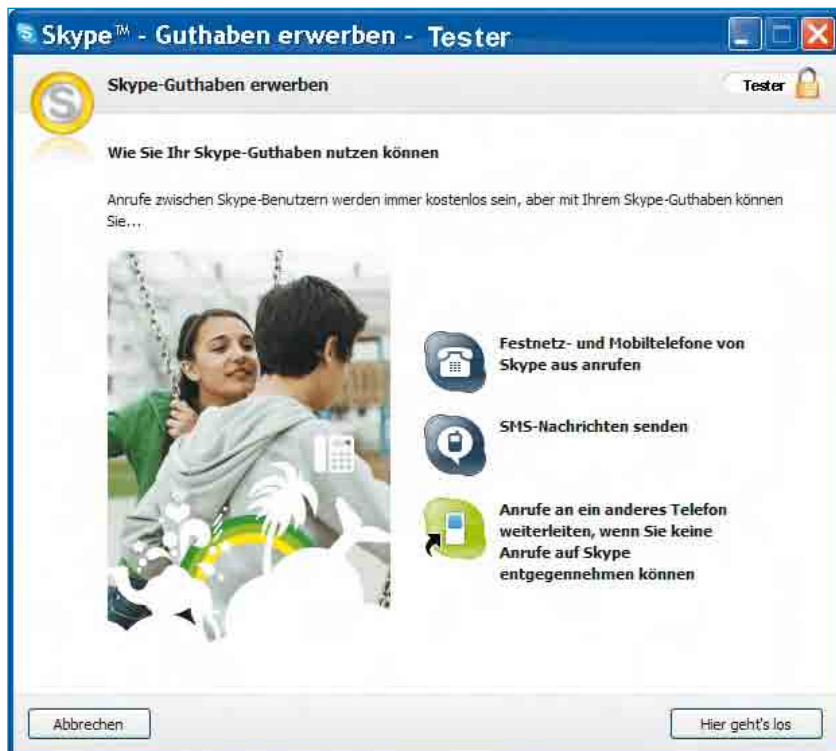 Skype™ - Guthaben erwerben - Tester
Skype-Guthaben erwerben
Tester
Wie Sie Ihr Skype-Guthaben nutzen können
Anrufe zwischen Skype-Benutzern werden immer kostenlos sein, aber mit Ihrem Skype-Guthaben können
Sie...
Festnetz- und Mobiltelefone von
Skype aus anrufen
SMS-Nachrichten senden
Anrufe an ein anderes Telefon
weiterleiten, wenn Sie keine
Anrufe auf Skype
entgegennehmen können
Abbrechen
Hier geht's los